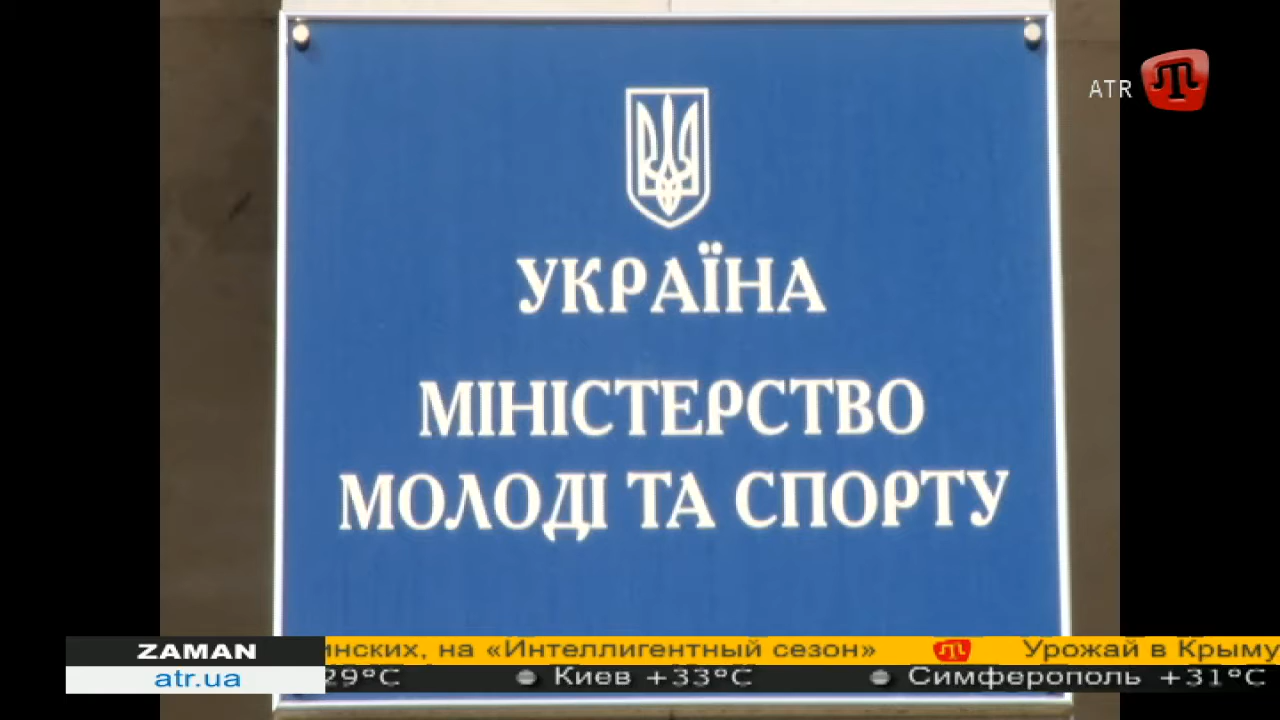 ATR
УКРАЇНА
МІНІСТЕРСТВО
МОЛОДІ ТА СПОРТУ
ZAMAN
atr.ua
на «Интеллигентный сезон» Урожай в Крыму
29°C Киев +33°C Симферополь +31°C